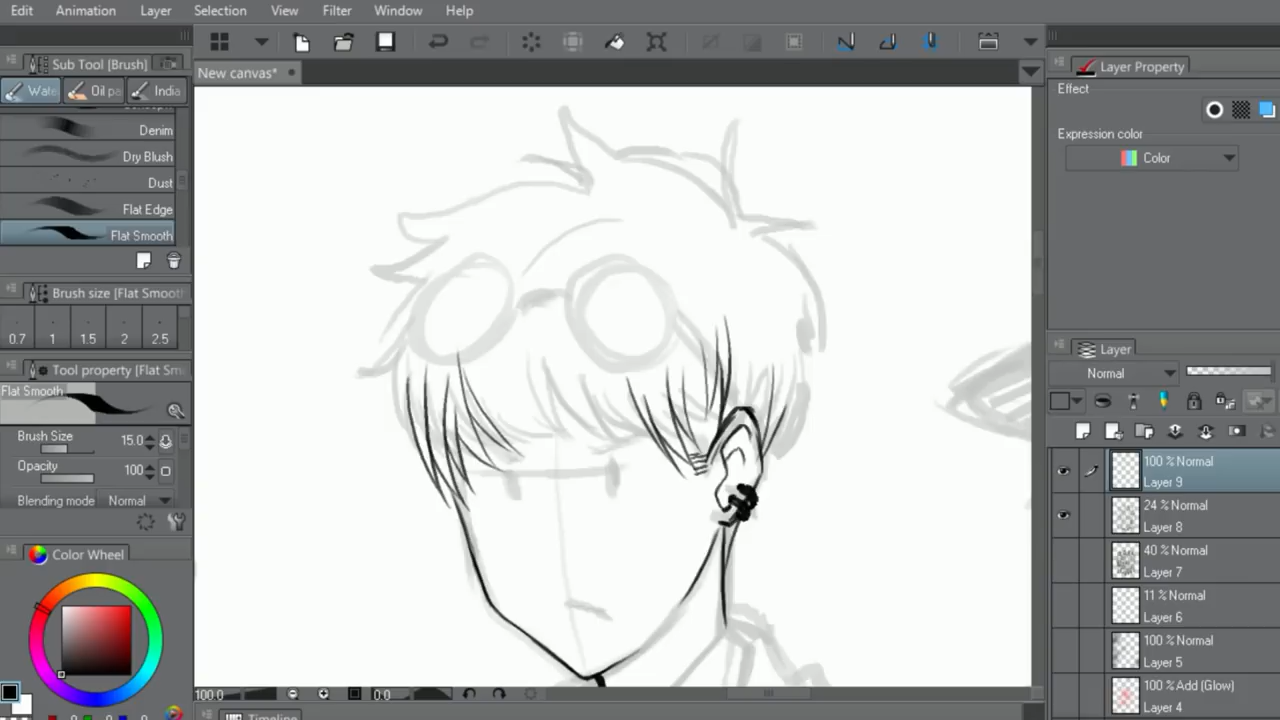 Edit Animation Layer Selection View Filter Window Help
Sub Tool [Brush]
Wate Oil pa India
Denim
Dry Blush
Dust
Flat Edge
Flat Smooth
Brush size [Flat Smoot
0.7 1 1.5 2 2.5
Tool property [Flat Sm
Flat Smooth
Brush Size 15.0
Opacity 100
Blending mode Normal
Color Wheel
0 0 0
New canvas*
100.0 0.0
Timeline
Layer Property
Effect
Expression color
Color
Layer
Normal
100 % Normal
Layer 9
24 % Normal
Layer 8
40 % Normal
Layer 7
11 % Normal
Layer 6
100 % Normal
Layer 5
100 % Add (Glow)
Layer 4